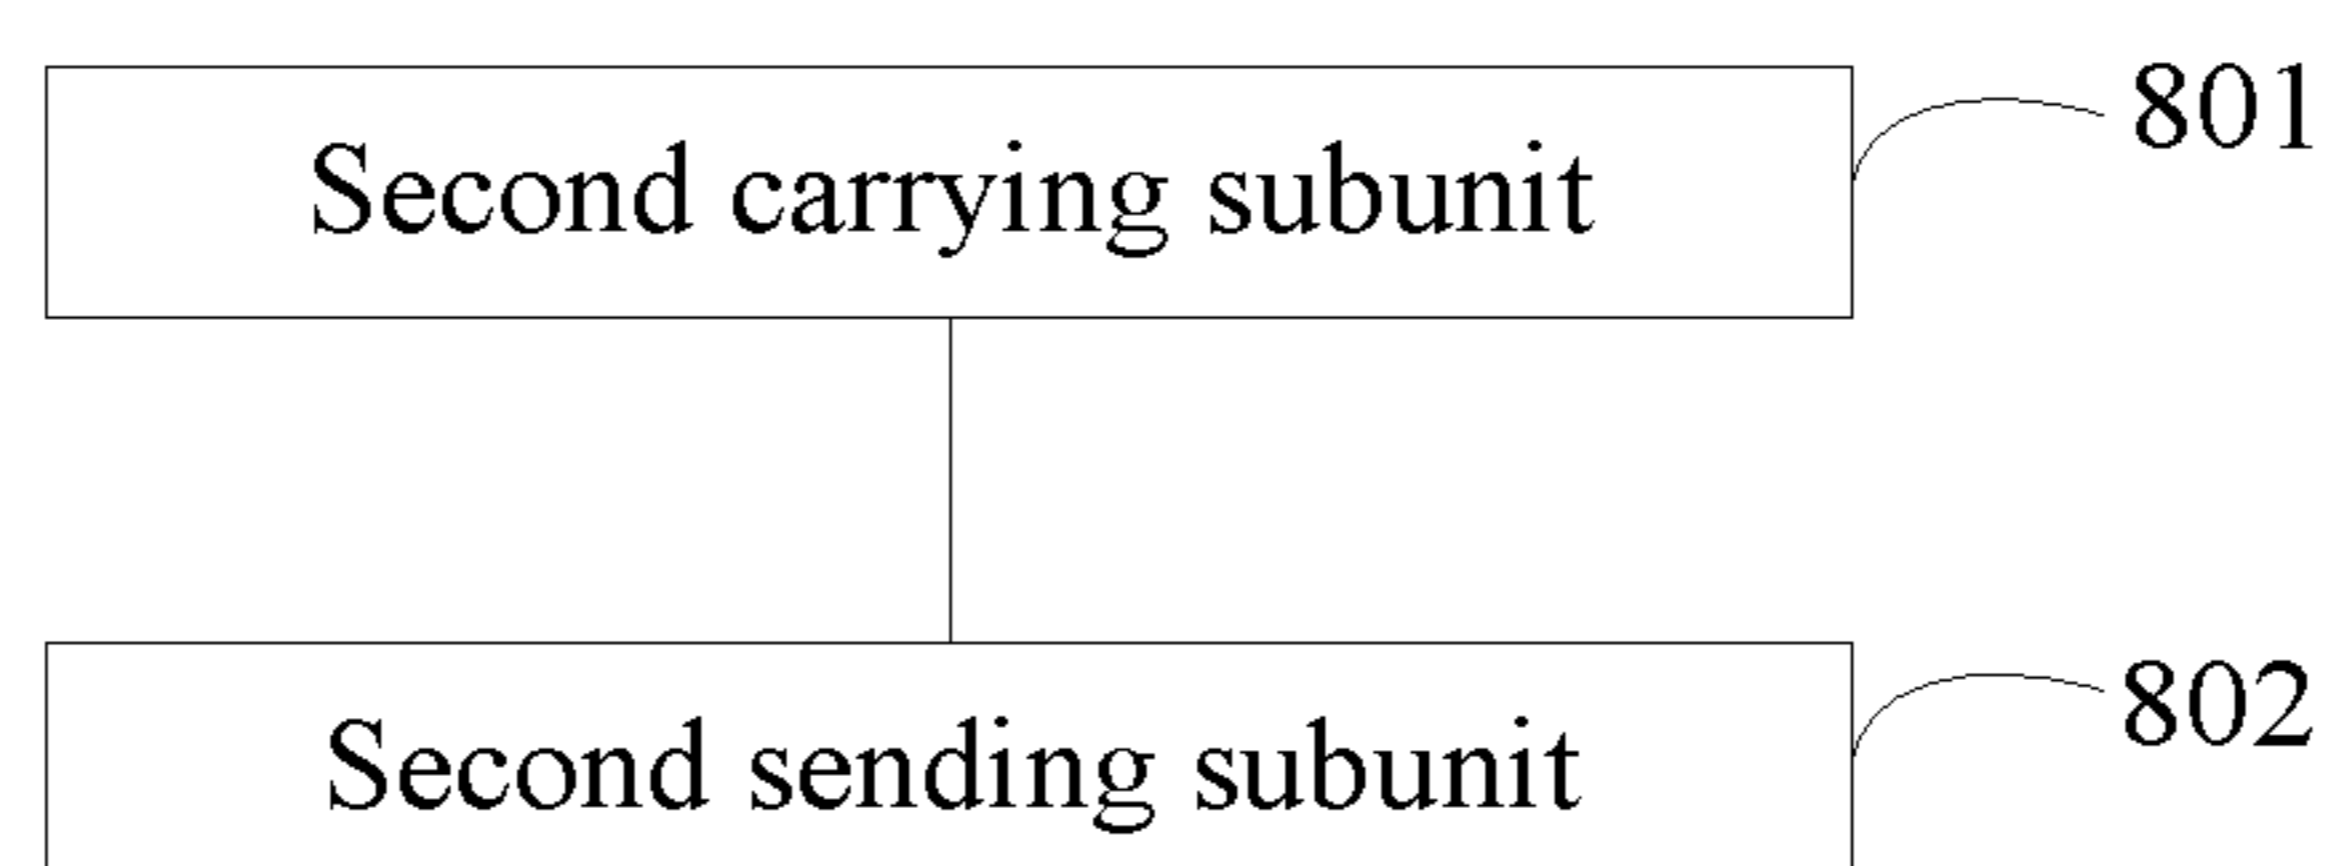 801
Second carrying subunit
802
Second sending subunit